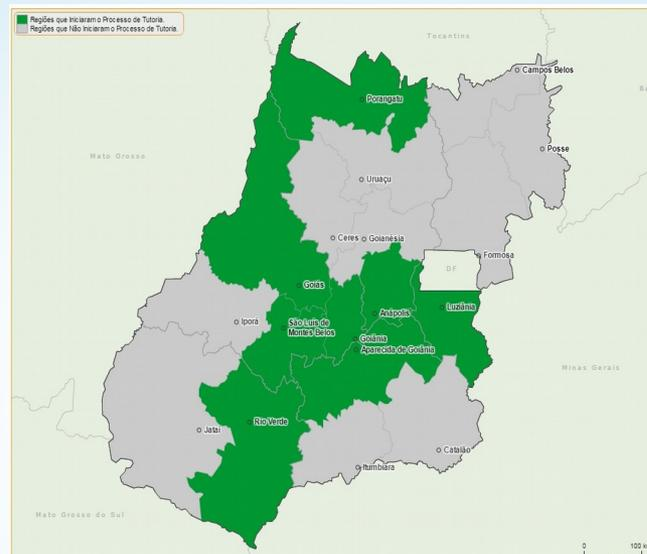 Regiões que Iniciaram o Processo de Tutoria.
Regiões que Não Iniciaram o Processo de Tutoria.
Tocantins
Campos Belos
Porangatu
Mato Grosso
Posse
Uruaçu
Ceres
Goianésia
Formosa
DF
Goiás
Luziânia
Anápolis
Iporá
São Luis de
Montes Belos
Goiânia
Aparecida de Goiânia
Minas Gerais
Rio Verde
Jataí
Catalão
Itumbiara
Mato Grosso do Sul
0